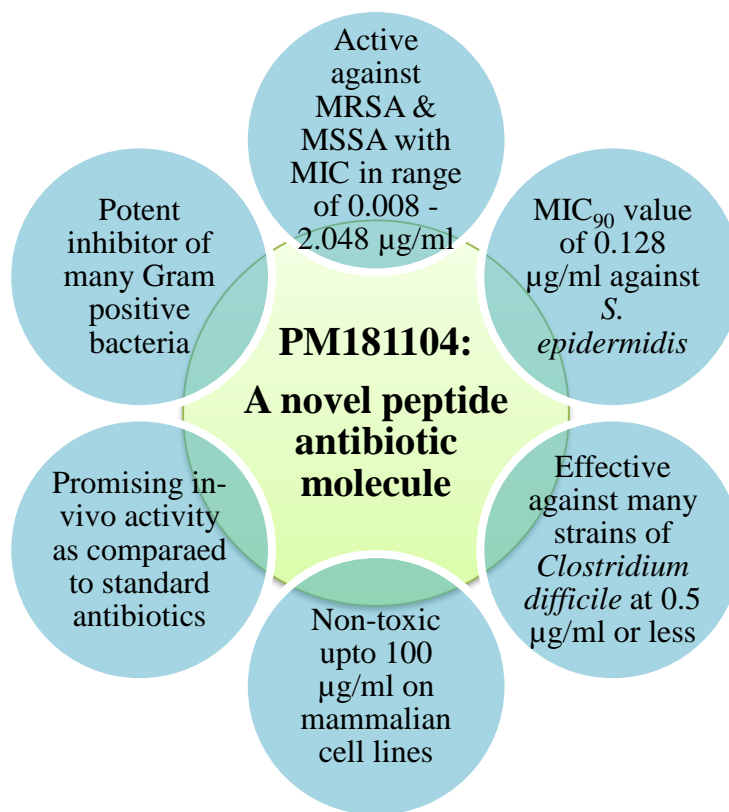 Active
against
MRSA &
MSSA with
MIC in range
of 0.008 -
2.048 µg/ml
MIC₉₀ value
of 0.128
µg/ml against
S.
epidermidis
Effective
against many
strains of
Clostridium
difficile at 0.5
µg/ml or less
Non-toxic
upto 100
µg/ml on
mammalian
cell lines
Promising in-
vivo activity
as comparaed
to standard
antibiotics
Potent
inhibitor of
many Gram
positive
bacteria
PM181104:
A novel peptide
antibiotic
molecule